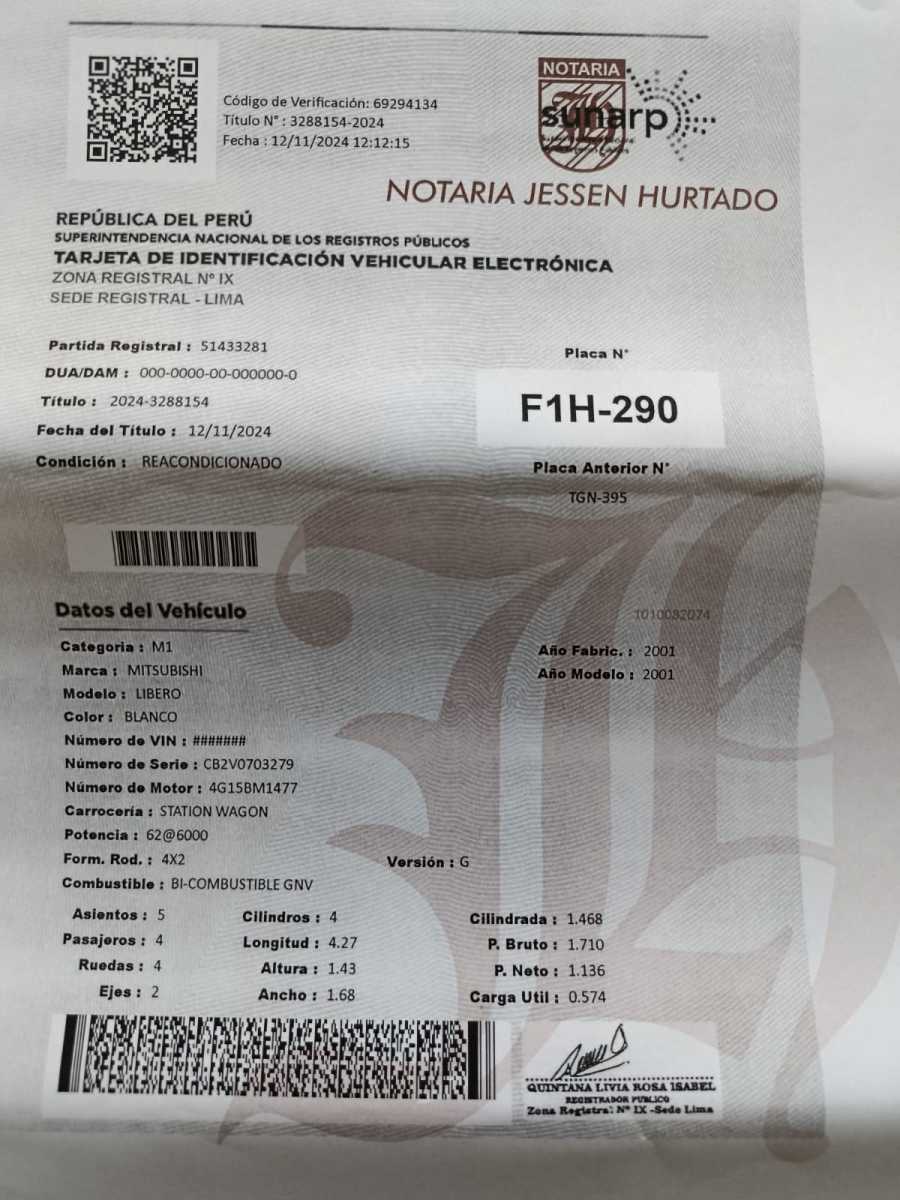 Código de Verificación: 69294134
Título N° : 3288154-2024
Fecha : 12/11/2024 12:12:15
NOTARIA
sunarp
NOTARIA JESSEN HURTADO
REPÚBLICA DEL PERÚ
SUPERINTENDENCIA NACIONAL DE LOS REGISTROS PÚBLICOS
TARJETA DE IDENTIFICACIÓN VEHICULAR ELECTRÓNICA
ZONA REGISTRAL N° IX
SEDE REGISTRAL - LIMA
Partida Registral : 51433281
DUA/DAM : 000-0000-00-000000-0
Título : 2024-3288154
Fecha del Título : 12/11/2024
Condición : REACONDICIONADO
Placa N°
F1H-290
Placa Anterior N°
TGN-395
Datos del Vehículo
1010082074
Categoria : M1
Año Fabric. : 2001
Marca : MITSUBISHI
Año Modelo : 2001
Modelo : LIBERO
Color : BLANCO
Número de VIN : #######
Número de Serie : CB2V0703279
Número de Motor : 4G15BM1477
Carrocería : STATION WAGON
Potencia : 62@6000
Form. Rod. : 4X2 Versión : G
Combustible : BI-COMBUSTIBLE GNV
Asientos : 5 Cilindros : 4 Cilindrada : 1.468
Pasajeros : 4 Longitud : 4.27 P. Bruto : 1.710
Ruedas : 4 Altura : 1.43 P. Neto : 1.136
Ejes : 2 Ancho : 1.68 Carga Util : 0.574
QUINTANA LIVIA ROSA ISABEL
REGISTRADOR PUBLICO
Zona Registral N° IX -Sede Lima